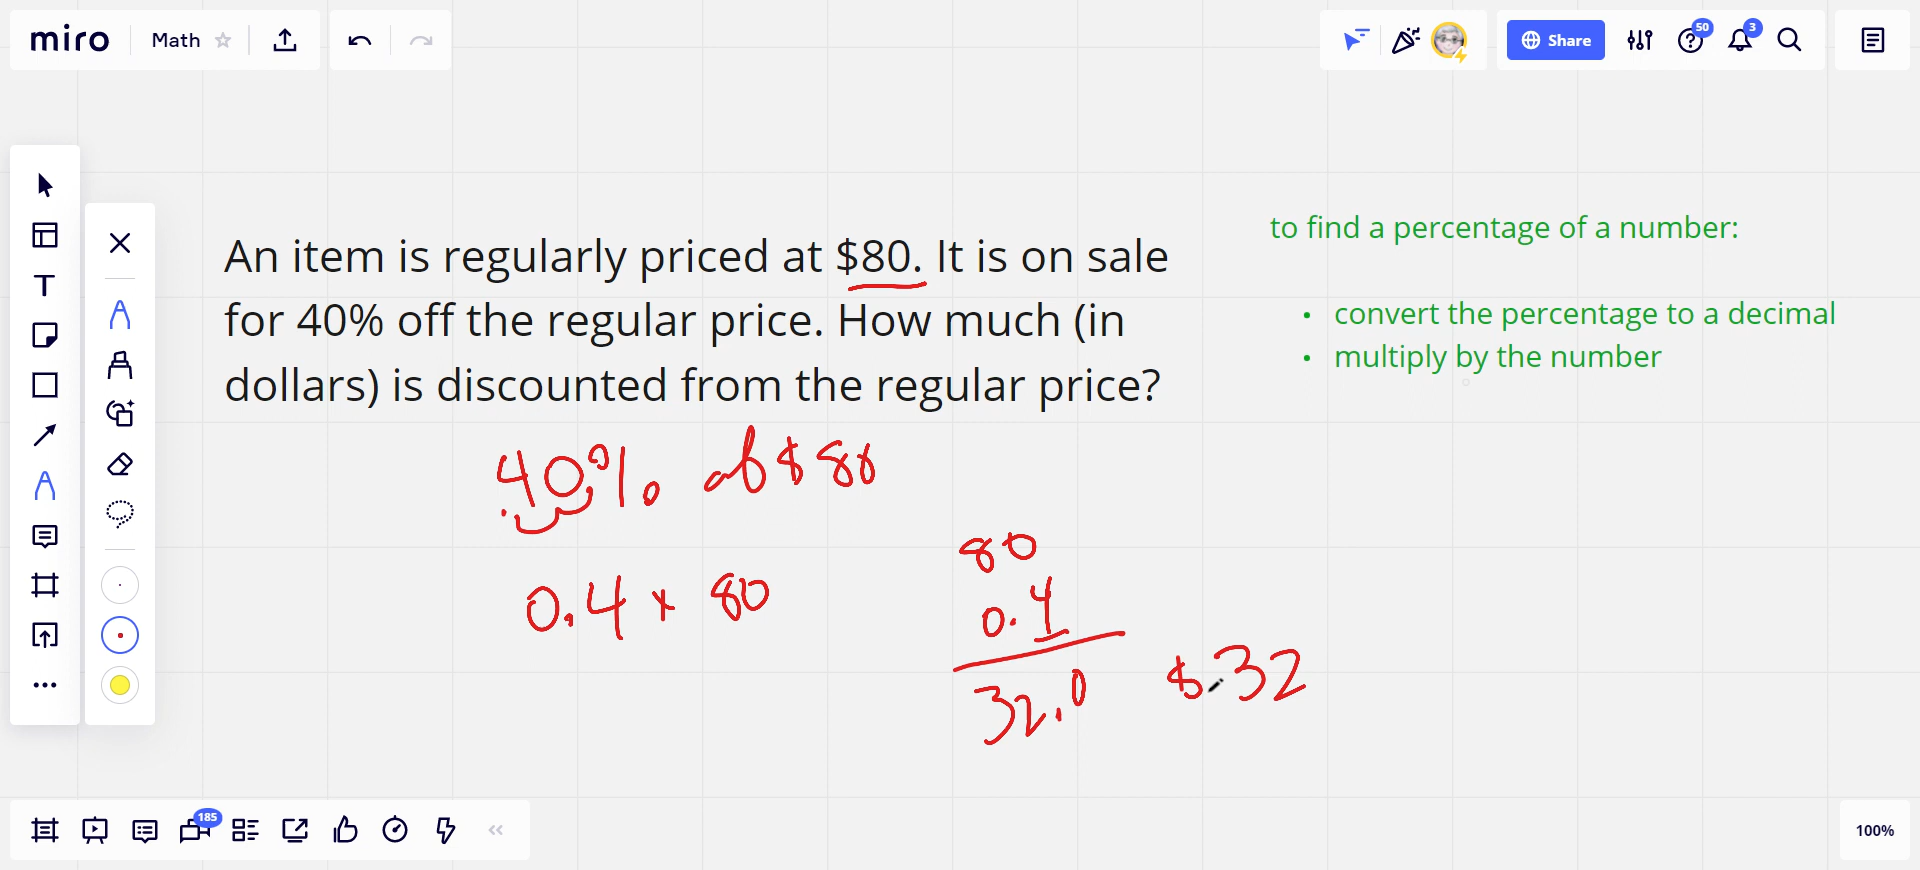 miro
Math
50
3
Share
An item is regularly priced at $80. It is on sale
for 40% off the regular price. How much (in
dollars) is discounted from the regular price?
to find a percentage of a number:
• convert the percentage to a decimal
• multiply by the number
40% of $80
0.4 x 80
80
0.4
32.0
$32
185
100%